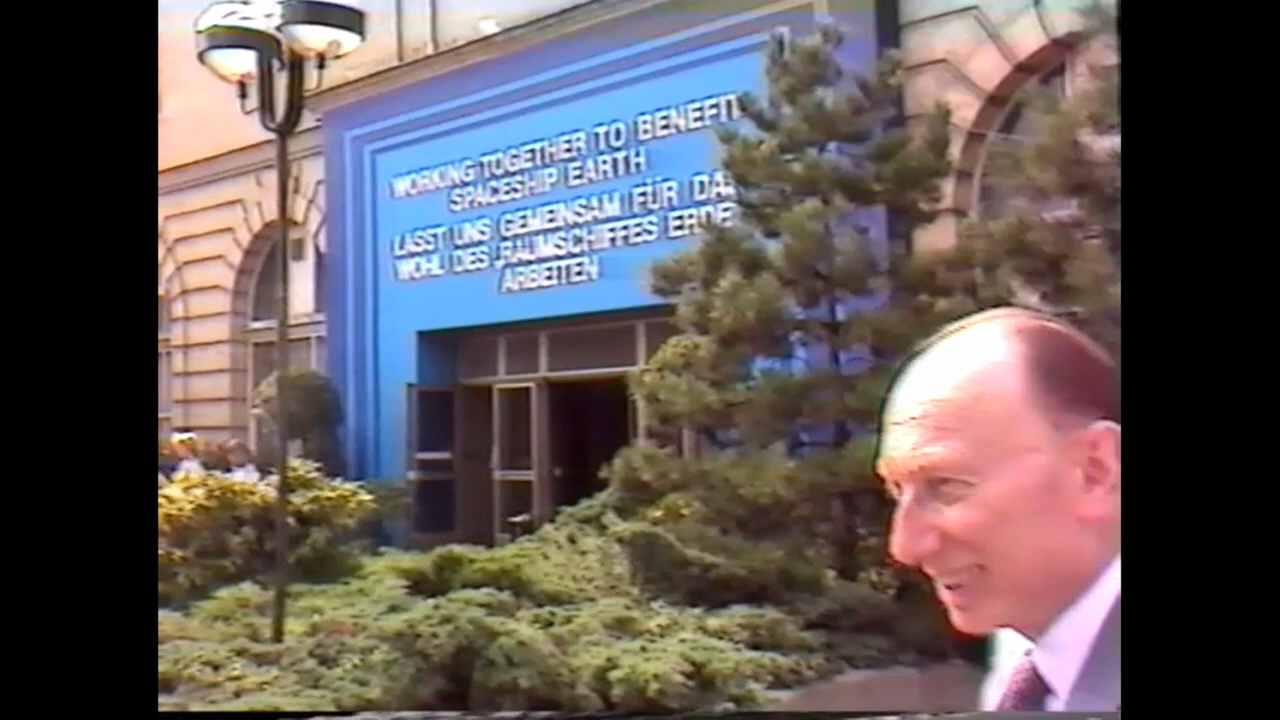 WORKING TOGETHER TO BENEFIT
SPACESHIP EARTH
LASST UNS GEMEINSAM FÜR DAS
WOHL DES RAUMSCHIFFES ERDE
ARBEITEN